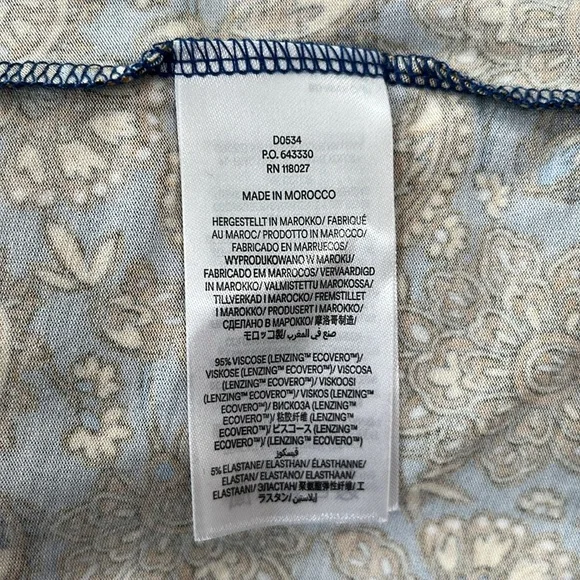 D0534
P.O. 643330
RN 118027
MADE IN MOROCCO
HERGESTELLT IN MAROKKO/ FABRIQUÉ
AU MAROC/ PRODOTTO IN MAROCCO/
FABRICADO EN MARRUECOS/
WYPRODUKOWANO W MAROKU/
FABRICADO EM MARROCOS/ VERVAARDIGD
IN MAROKKO/ VALMISTETTU MAROKOSSA/
TILLVERKAD I MAROCKO/ FREMSTILLET
I MAROKKO/ PRODUSERT I MAROKKO/
СДЕЛАНО В МАРОККО/ 摩洛哥制造/
モロッコ製/ صنع في المغرب
95% VISCOSE (LENZING™ ECOVERO™)/
VISKOSE (LENZING™ ECOVERO™)/ VISCOSA
(LENZING™ ECOVERO™)/ VISKOOSI
(LENZING™ ECOVERO™)/ VISKOS (LENZING™
ECOVERO™)/ ВИСКОЗА (LENZING™
ECOVERO™)/ 粘胶纤维 (LENZING™
ECOVERO™)/ ビスコース (LENZING™
ECOVERO™)/ (LENZING™ ECOVERO™)
فيسكوز
5% ELASTANE/ ELASTHAN/ ÉLASTHANNE/
ELASTAN/ ELASTANO/ ELASTAAN/
ELASTAANI/ ЭЛАСТАН/ 聚氨酯弹性纤维/ エ
ラスタン/ إيلاستين